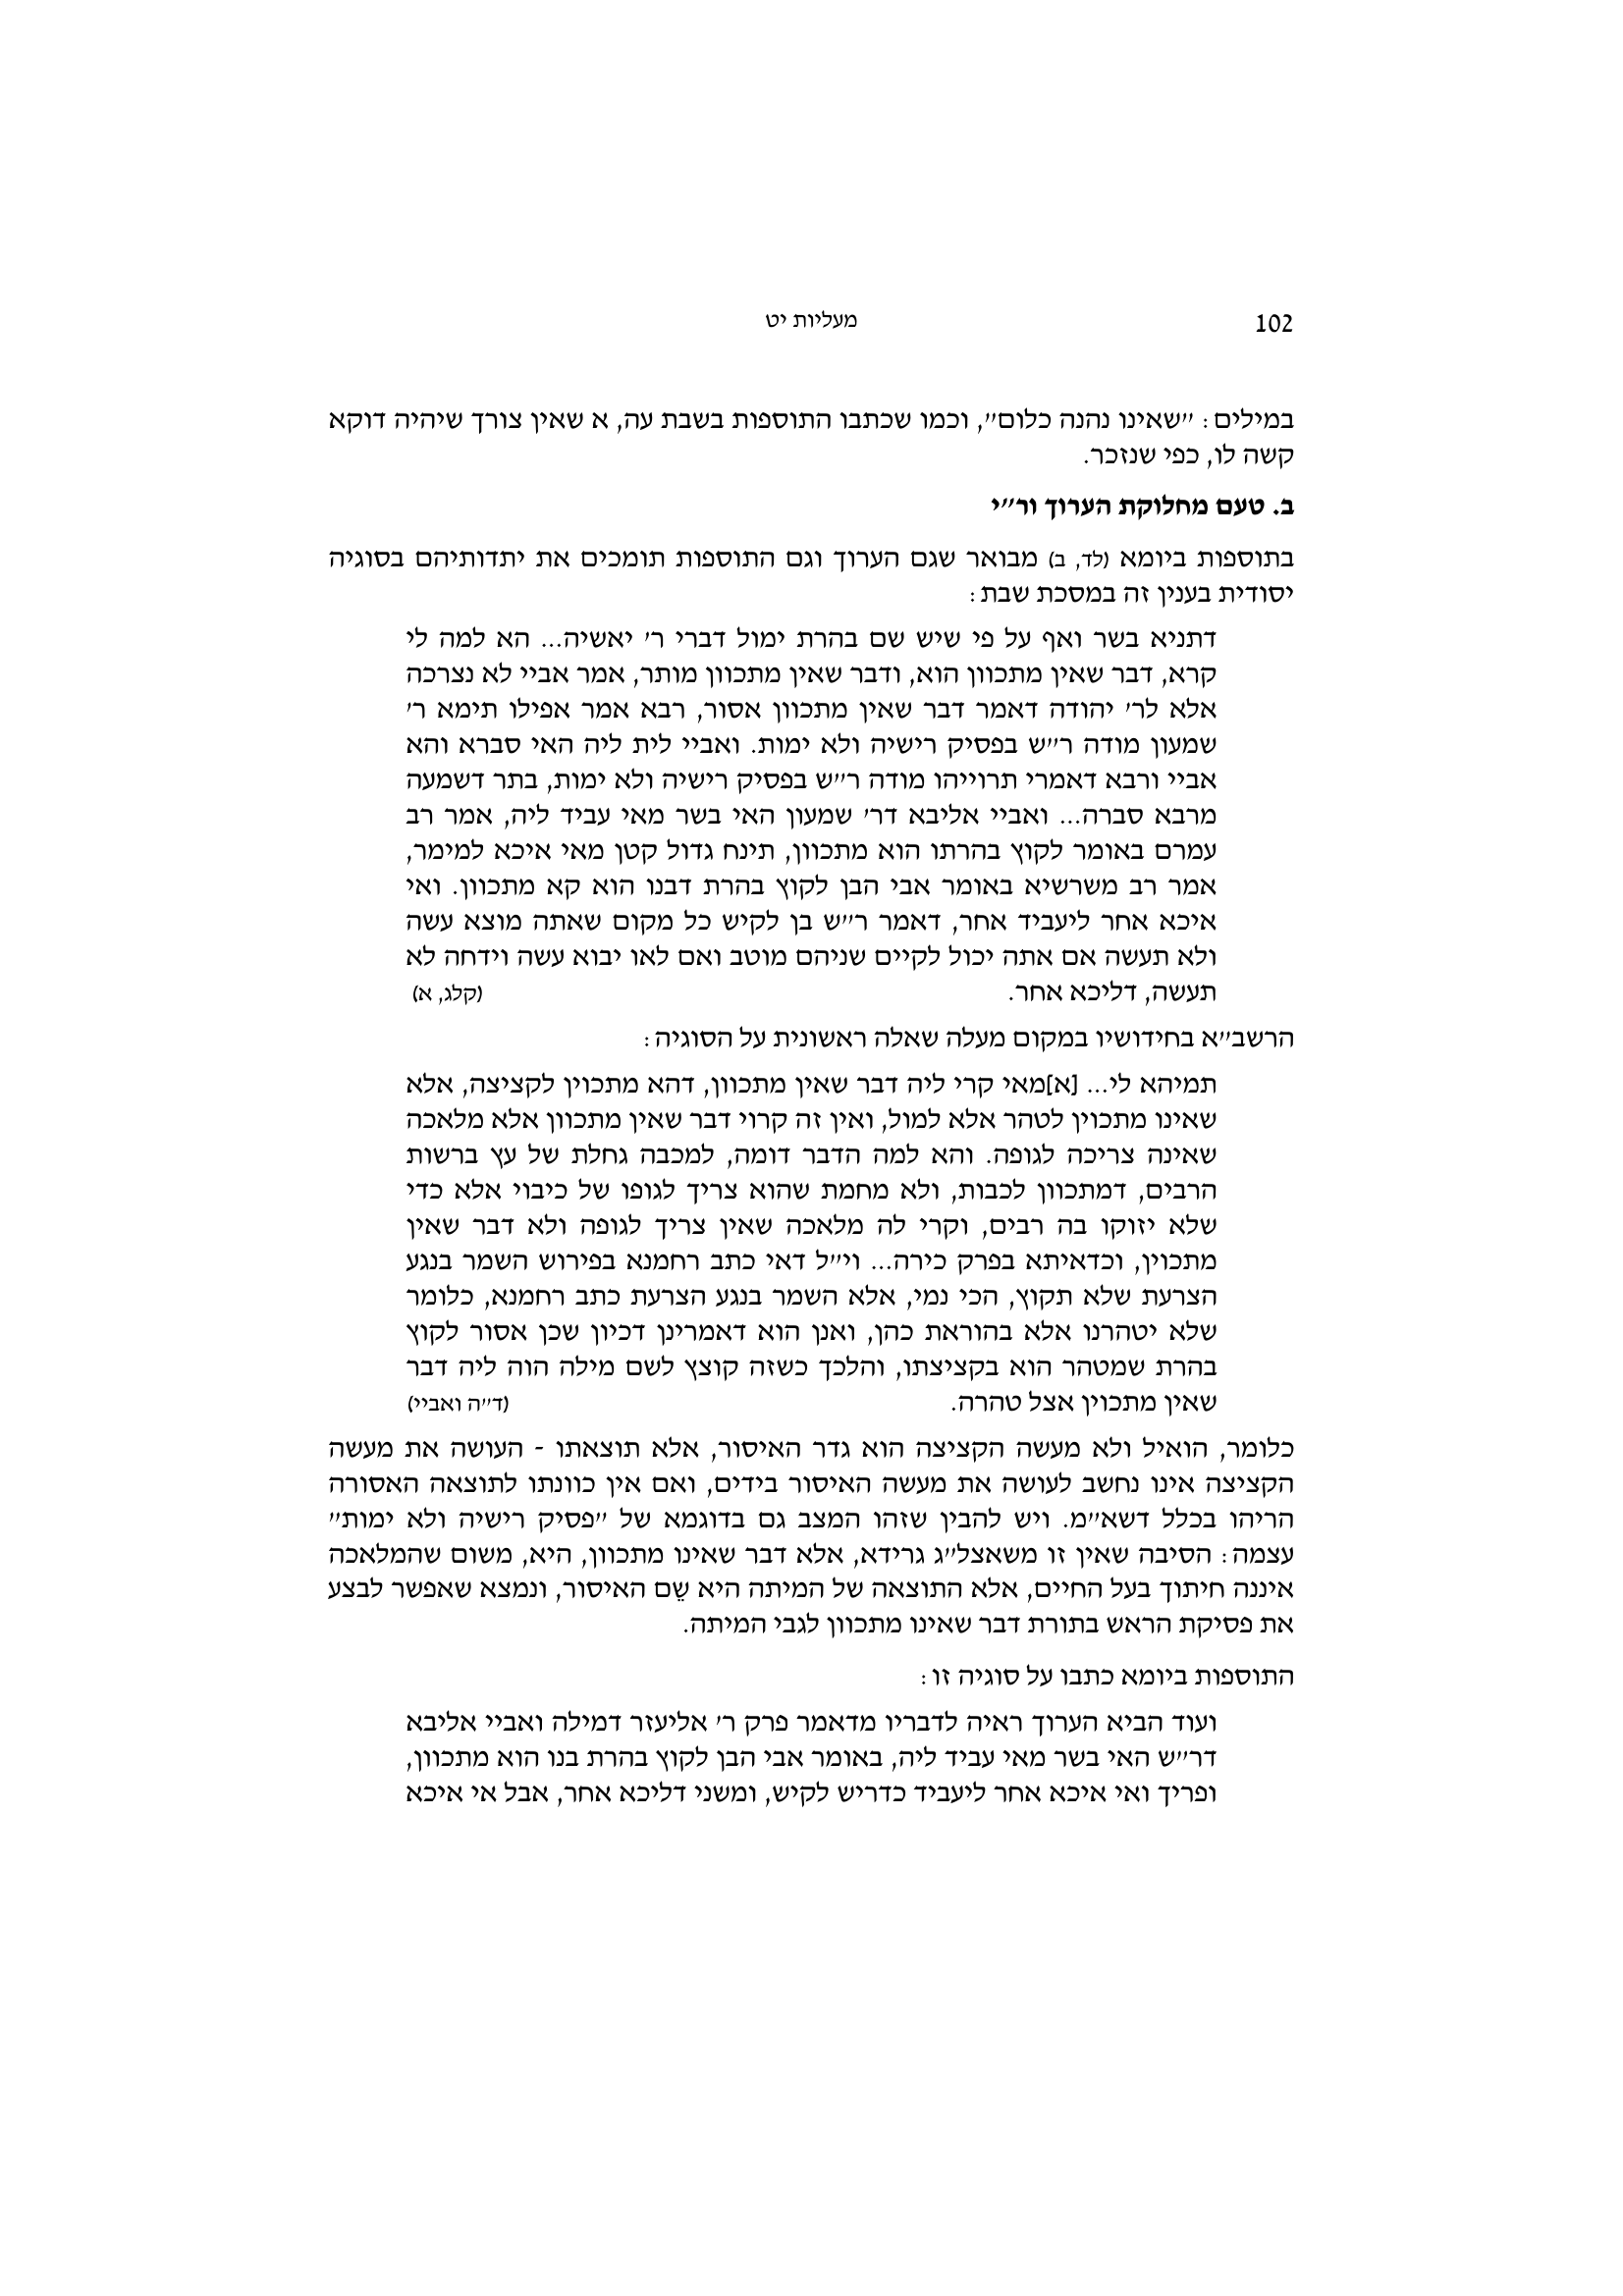 102
מעליות יט
במילים: ״שאינו נהנה כלום״, וכמו שכתבו התוספות בשבת עה, א שאין צורך שיהיה דוקא
קשה לו, כפי שנזכר.
ב. טעם מחלוקת הערוך ור״י
בתוספות ביומא (לד, ב) מבואר שגם הערוך וגם התוספות תומכים את יתדותיהם בסוגיה
יסודית בענין זה במסכת שבת:
דתניא בשר ואף על פי שיש שם בהרת ימול דברי ר׳ יאשיה... הא למה לי
קרא, דבר שאין מתכוון הוא, ודבר שאין מתכוון מותר, אמר אביי לא נצרכה
אלא לר׳ יהודה דאמר דבר שאין מתכוון אסור, רבא אמר אפילו תימא ר׳
שמעון מודה ר״ש בפסיק רישיה ולא ימות. ואביי לית ליה האי סברא והא
אביי ורבא דאמרי תרוייהו מודה ר״ש בפסיק רישיה ולא ימות, בתר דשמעה
מרבא סברה... ואביי אליבא דר׳ שמעון האי בשר מאי עביד ליה, אמר רב
עמרם באומר לקוץ בהרתו הוא מתכוון, תינח גדול קטן מאי איכא למימר,
אמר רב משרשיא באומר אבי הבן לקוץ בהרת דבנו הוא קא מתכוון. ואי
איכא אחר ליעביד אחר, דאמר ר״ש בן לקיש כל מקום שאתה מוצא עשה
ולא תעשה אם אתה יכול לקיים שניהם מוטב ואם לאו יבוא עשה וידחה לא
תעשה, דליכא אחר. (קלג, א)
הרשב״א בחידושיו במקום מעלה שאלה ראשונית על הסוגיה:
תמיהא לי... [א]מאי קרי ליה דבר שאין מתכוון, דהא מתכוין לקציצה, אלא
שאינו מתכוין לטהר אלא למול, ואין זה קרוי דבר שאין מתכוון אלא מלאכה
שאינה צריכה לגופה. והא למה הדבר דומה, למכבה גחלת של עץ ברשות
הרבים, דמתכוון לכבות, ולא מחמת שהוא צריך לגופו של כיבוי אלא כדי
שלא יזוקו בה רבים, וקרי לה מלאכה שאין צריך לגופה ולא דבר שאין
מתכוין, וכדאיתא בפרק כירה... וי״ל דאי כתב רחמנא בפירוש השמר בנגע
הצרעת שלא תקוץ, הכי נמי, אלא השמר בנגע הצרעת כתב רחמנא, כלומר
שלא יטהרנו אלא בהוראת כהן, ואנן הוא דאמרינן דכיון שכן אסור לקוץ
בהרת שמטהר הוא בקציצתו, והלכך כשזה קוצץ לשם מילה הוה ליה דבר
שאין מתכוין אצל טהרה. (ד״ה ואביי)
כלומר, הואיל ולא מעשה הקציצה הוא גדר האיסור, אלא תוצאתו - העושה את מעשה
הקציצה אינו נחשב לעושה את מעשה האיסור בידים, ואם אין כוונתו לתוצאה האסורה
הריהו בכלל דשא״מ. ויש להבין שזהו המצב גם בדוגמא של ״פסיק רישיה ולא ימות״
עצמה: הסיבה שאין זו משאצל״ג גרידא, אלא דבר שאינו מתכוון, היא, משום שהמלאכה
איננה חיתוך בעל החיים, אלא התוצאה של המיתה היא שֵם האיסור, ונמצא שאפשר לבצע
את פסיקת הראש בתורת דבר שאינו מתכוון לגבי המיתה.
התוספות ביומא כתבו על סוגיה זו:
ועוד הביא הערוך ראיה לדבריו מדאמר פרק ר׳ אליעזר דמילה ואביי אליבא
דר״ש האי בשר מאי עביד ליה, באומר אבי הבן לקוץ בהרת בנו הוא מתכוון,
ופריך ואי איכא אחר ליעביד כדריש לקיש, ומשני דליכא אחר, אבל אי איכא